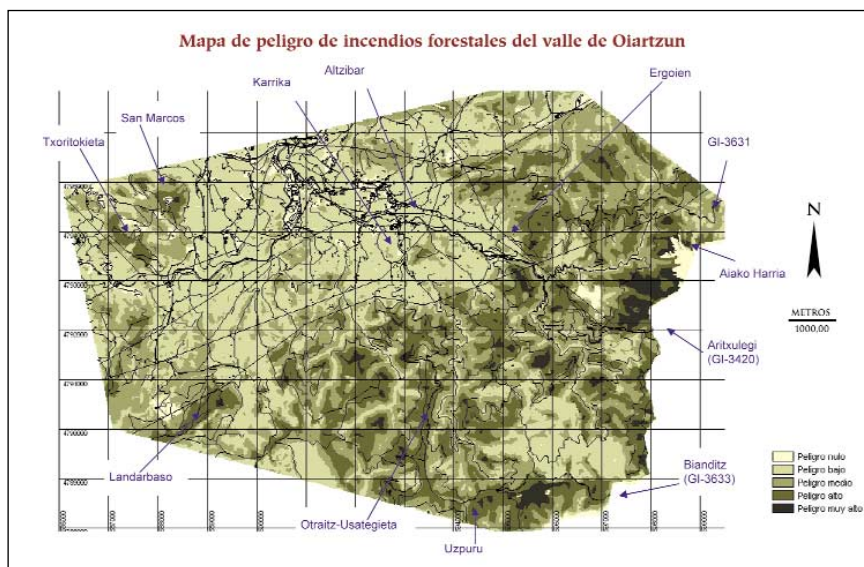 Mapa de peligro de incendios forestales del valle de Oiartzun
Altzibar
Karrika
Ergoien
San Marcos
Txoritokieta
GI-3631
N
Aiako Harria
METROS
1000,00
Aritxulegi
(GI-3420)
Landarbaso
Bianditz
(GI-3633)
Otraitz-Usategieta
Uzpuru
Peligro nulo
Peligro bajo
Peligro medio
Peligro alto
Peligro muy alto